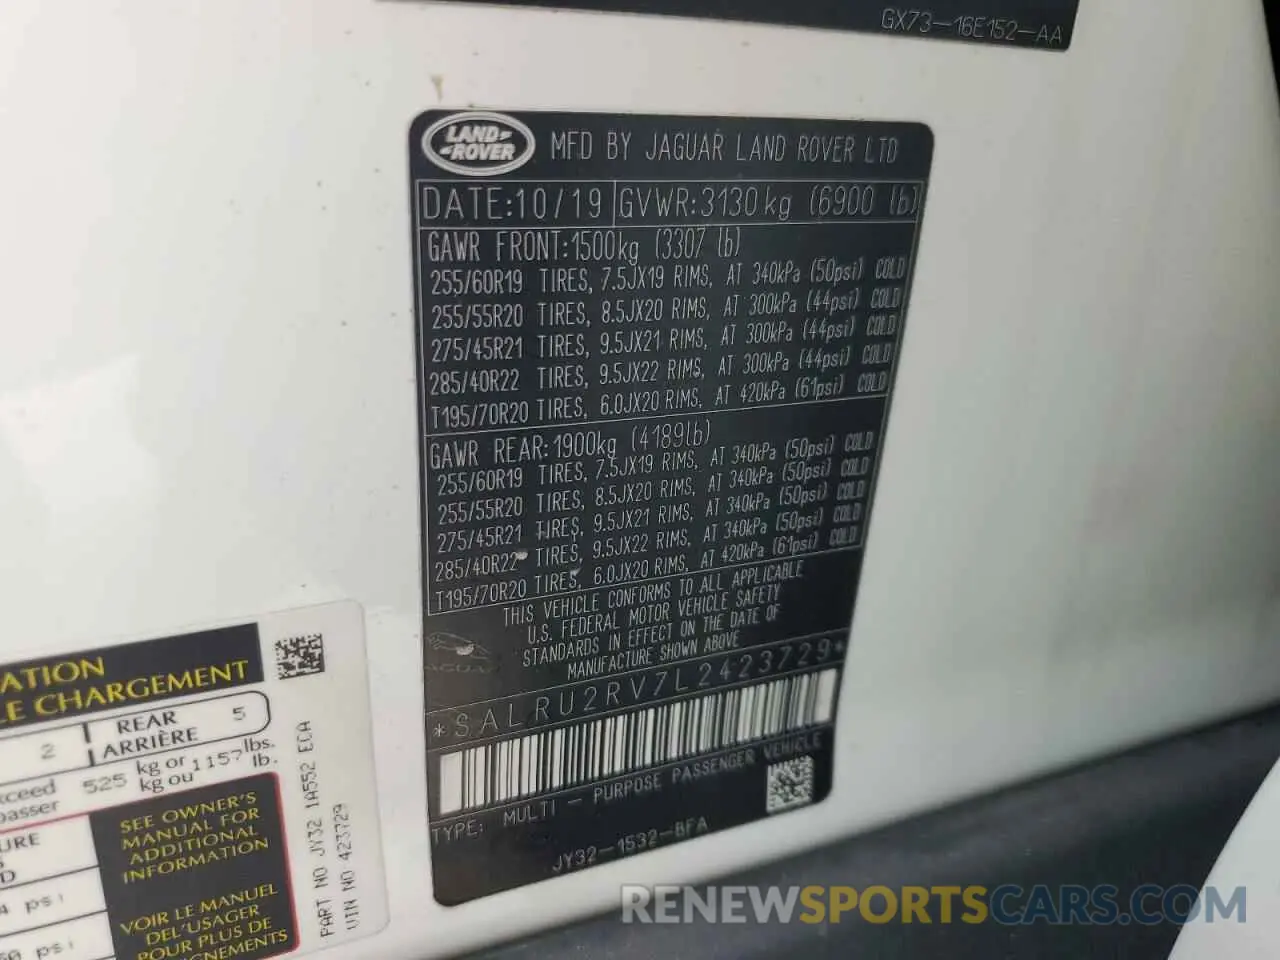 GX73-16E152-AA
LAND ROVER
MFD BY JAGUAR LAND ROVER LTD
DATE:10/19 GVWR:3130kg (6900 lb)
GAWR FRONT:1500kg (3307 lb)
255/60R19 TIRES, 7.5JX19 RIMS, AT 340kPa (50psi) COLD
255/55R20 TIRES, 8.5JX20 RIMS, AT 300kPa (44psi) COLD
275/45R21 TIRES, 9.5JX21 RIMS, AT 300kPa (44psi) COLD
285/40R22 TIRES, 9.5JX22 RIMS, AT 300kPa (44psi) COLD
T195/70R20 TIRES, 6.0JX20 RIMS, AT 420kPa (61psi) COLD
GAWR REAR:1900kg (4189lb)
255/60R19 TIRES, 7.5JX19 RIMS, AT 340kPa (50psi) COLD
255/55R20 TIRES, 8.5JX20 RIMS, AT 340kPa (50psi) COLD
275/45R21 TIRES, 9.5JX21 RIMS, AT 340kPa (50psi) COLD
285/40R22 TIRES, 9.5JX22 RIMS, AT 340kPa (50psi) COLD
T195/70R20 TIRES, 6.0JX20 RIMS, AT 420kPa (61psi) COLD
THIS VEHICLE CONFORMS TO ALL APPLICABLE
U.S. FEDERAL MOTOR VEHICLE SAFETY
STANDARDS IN EFFECT ON THE DATE OF
MANUFACTURE SHOWN ABOVE
JAGUAR
*SALRU2RV7L2423729*
TYPE: MULTI - PURPOSE PASSENGER VEHICLE
JY32-1532-BFA
ATION
LE CHARGEMENT
2 REAR 5
ARRIÈRE
xceed 525 kg or 1157 lbs.
passer kg ou lb.
URE
S
D
4 psi
60 psi
SEE OWNER'S
MANUAL FOR
ADDITIONAL
INFORMATION
VOIR LE MANUEL
DEL'USAGER
POUR PLUS DE
IGNEMENTS
PART NO JY32 1A552 ECA
VIN NO 423729
RENEWSPORTSCARS.COM